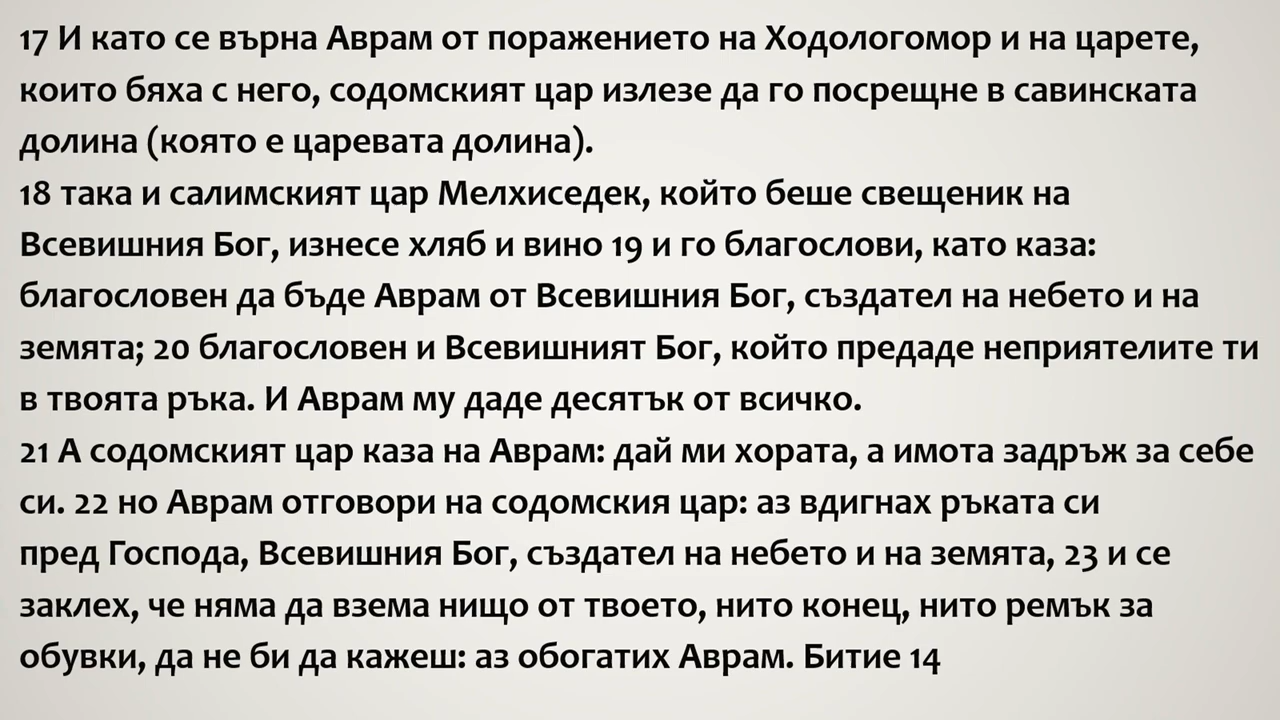 17 И като се върна Аврам от поражението на Ходологомор и на царете,
които бяха с него, содомският цар излезе да го посрещне в савинската
долина (която е царевата долина).
18 така и салимският цар Мелхиседек, който беше свещеник на
Всевишния Бог, изнесе хляб и вино 19 и го благослови, като каза:
благословен да бъде Аврам от Всевишния Бог, създател на небето и на
земята; 20 благословен и Всевишният Бог, който предаде неприятелите ти
в твоята ръка. И Аврам му даде десятък от всичко.
21 А содомският цар каза на Аврам: дай ми хората, а имота задръж за себе
си. 22 но Аврам отговори на содомския цар: аз вдигнах ръката си
пред Господа, Всевишния Бог, създател на небето и на земята, 23 и се
заклех, че няма да взема нищо от твоето, нито конец, нито ремък за
обувки, да не би да кажеш: аз обогатих Аврам. Битие 14